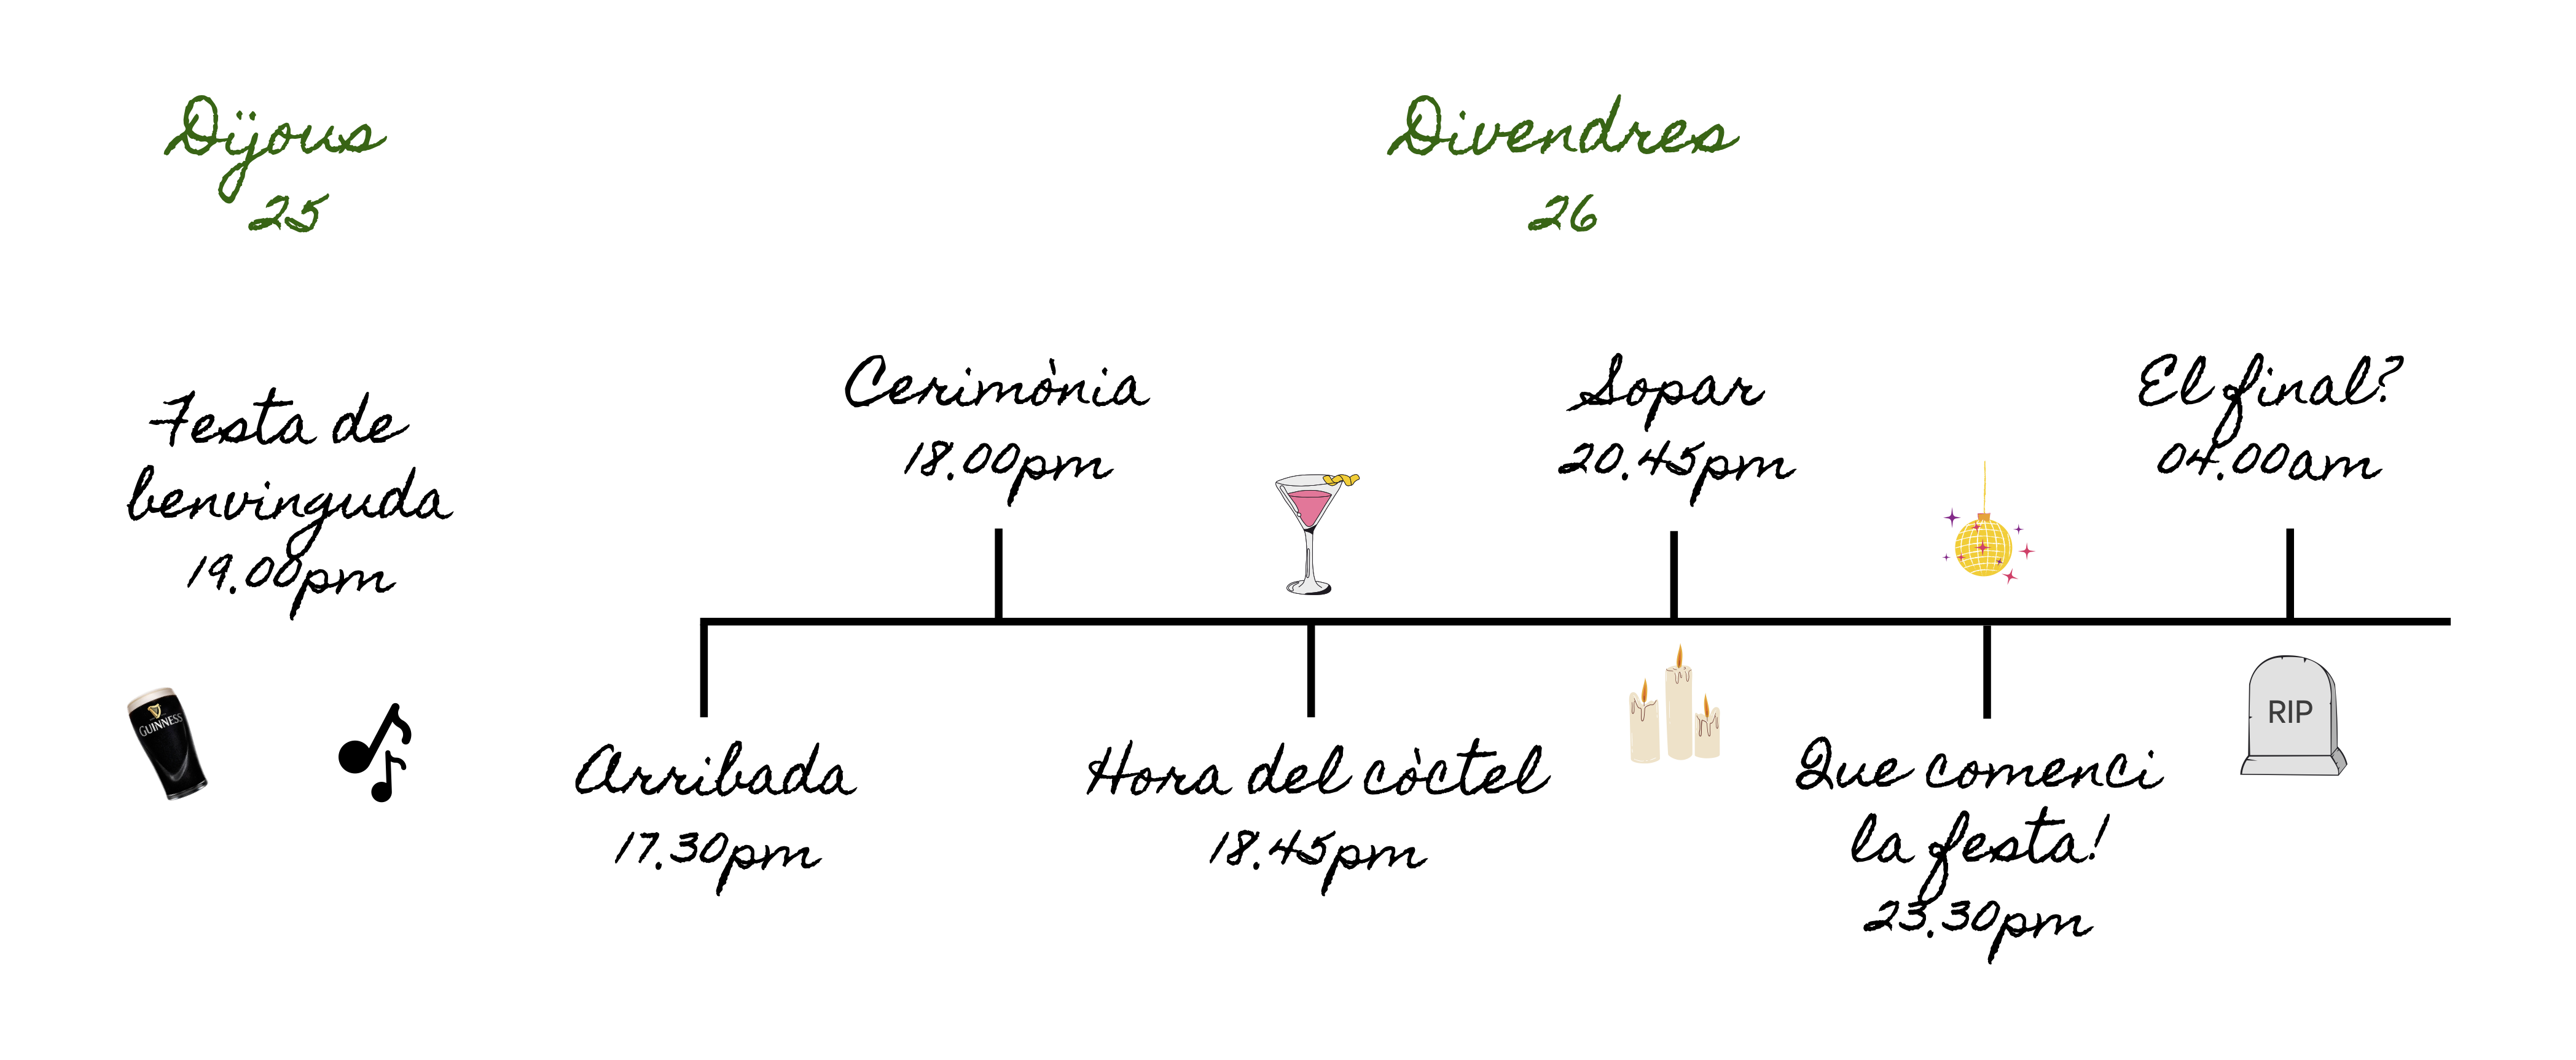 Dijous
25
Divendres
26
Festa de
benvinguda
19.00pm
GUINNESS
Arribada
17.30pm
Cerimònia
18.00pm
Hora del còctel
18.45pm
Sopar
20.45pm
Que comenci
la festa!
23.30pm
El final?
04.00am
RIP